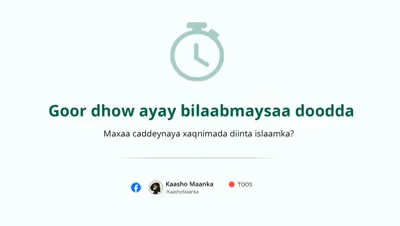 Goor dhow ayay bilaabmaysaa doodda
Maxaa caddeynaya xaqnimada diinta islaamka?
Kaasho Maanka
/KaashoMaanka
TOOS